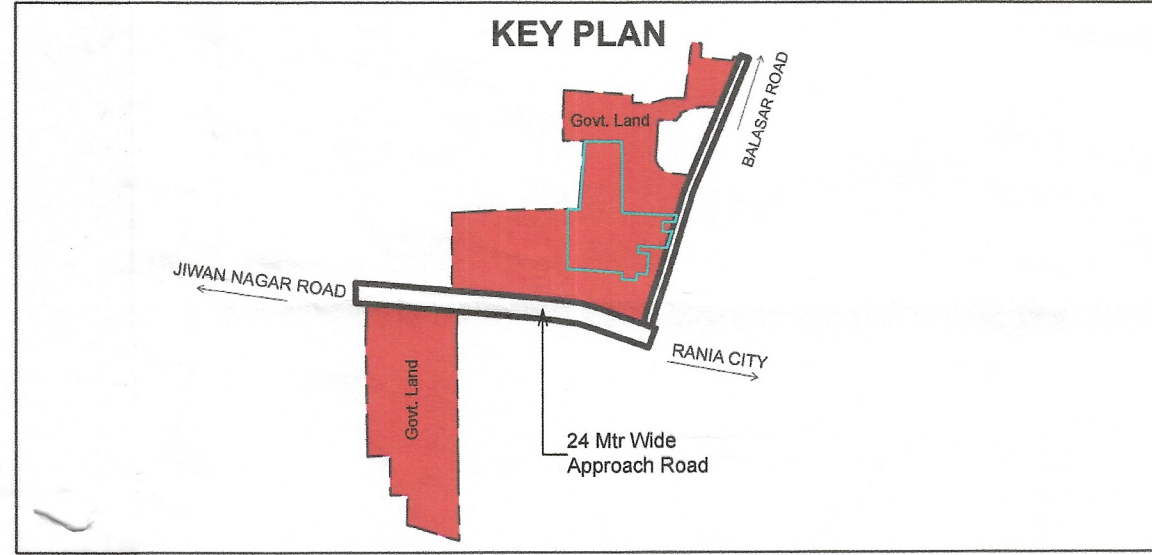 KEY PLAN
BALASAR ROAD
Govt. Land
JIWAN NAGAR ROAD
RANIA CITY
Govt. Land
24 Mtr Wide
Approach Road